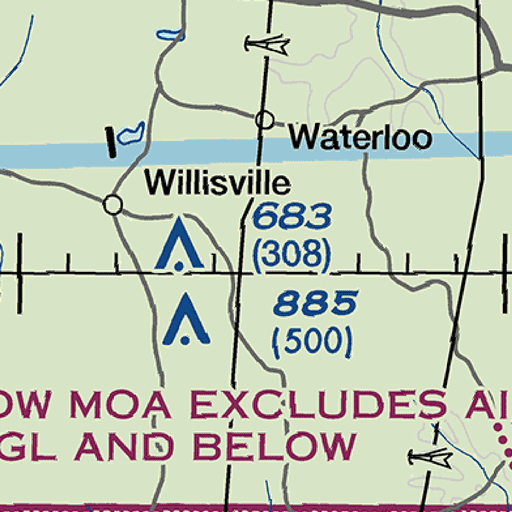 Waterloo
Willisville
683
(308)
885
(500)
OW MOA EXCLUDES AI
GL AND BELOW